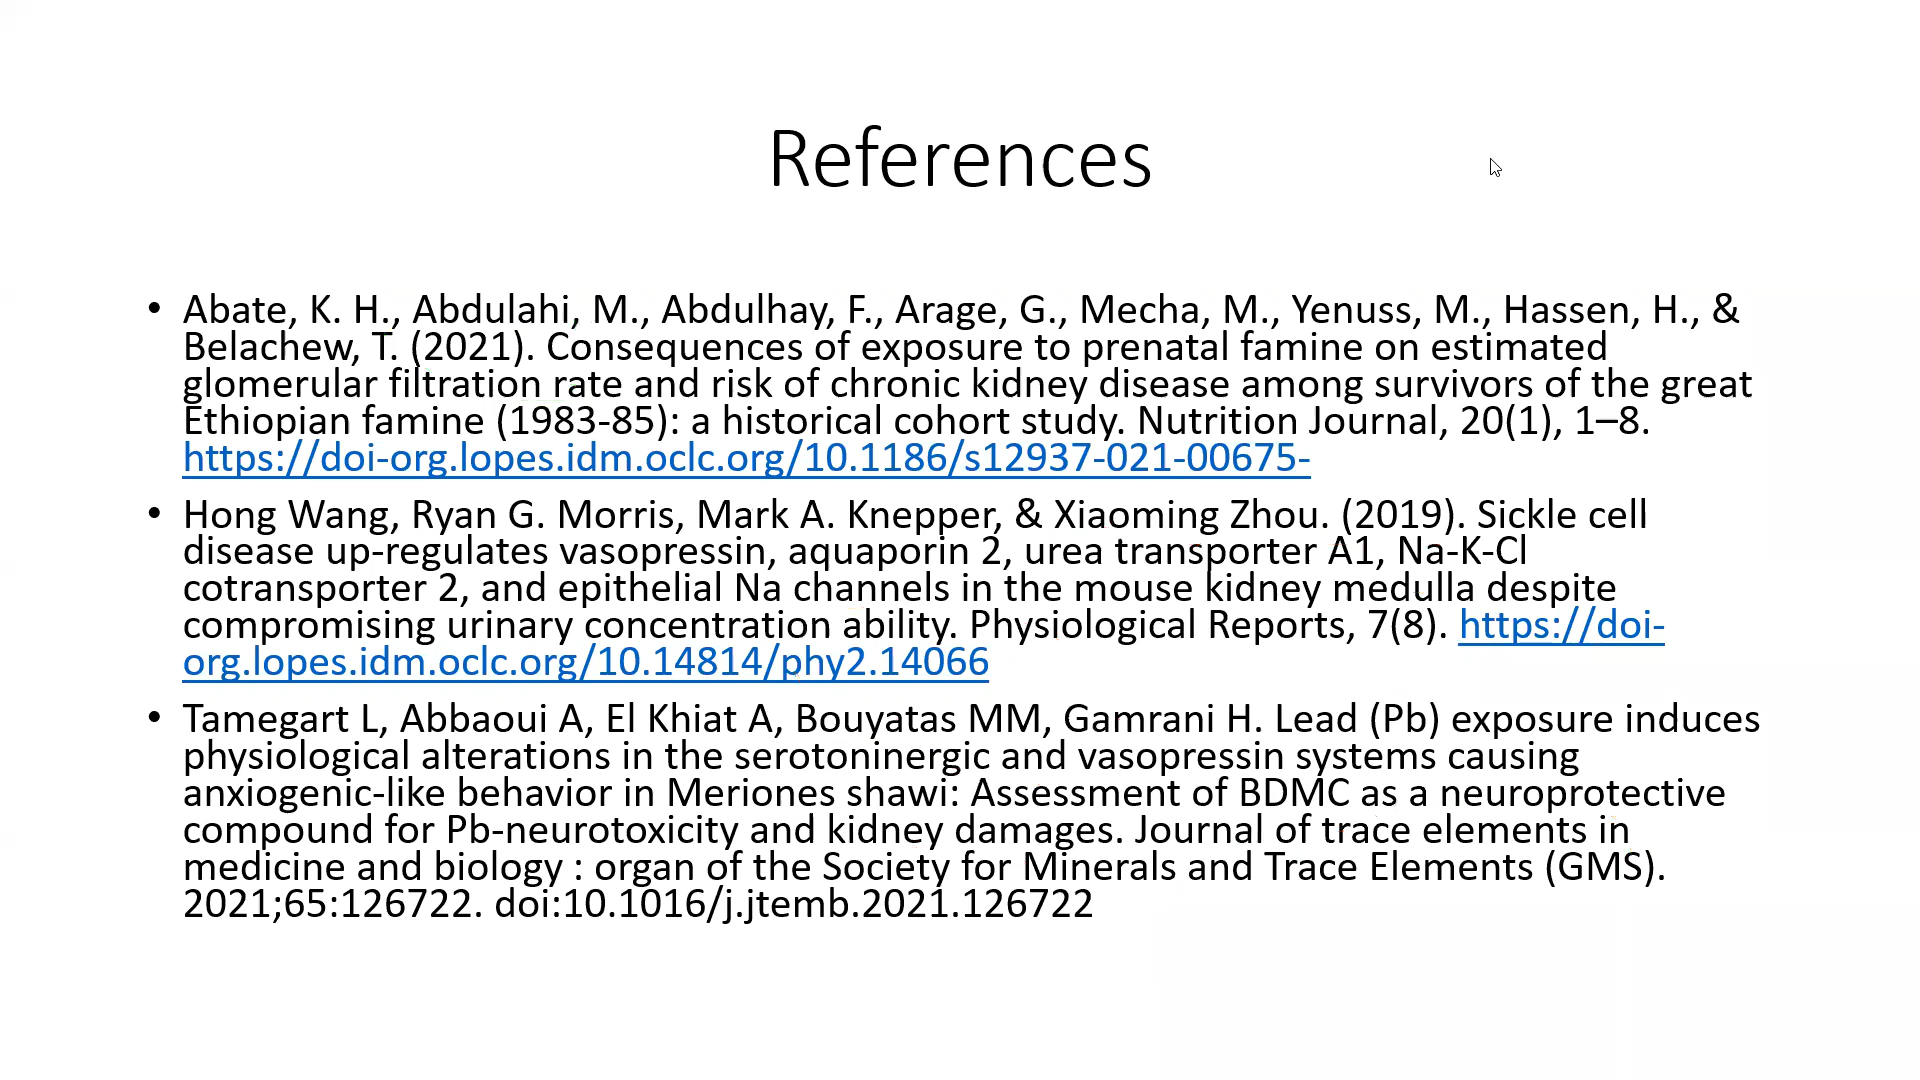 References
• Abate, K. H., Abdulahi, M., Abdulhay, F., Arage, G., Mecha, M., Yenuss, M., Hassen, H., &
Belachew, T. (2021). Consequences of exposure to prenatal famine on estimated
glomerular filtration rate and risk of chronic kidney disease among survivors of the great
Ethiopian famine (1983-85): a historical cohort study. Nutrition Journal, 20(1), 1–8.
https://doi-org.lopes.idm.oclc.org/10.1186/s12937-021-00675-
• Hong Wang, Ryan G. Morris, Mark A. Knepper, & Xiaoming Zhou. (2019). Sickle cell
disease up-regulates vasopressin, aquaporin 2, urea transporter A1, Na-K-Cl
cotransporter 2, and epithelial Na channels in the mouse kidney medulla despite
compromising urinary concentration ability. Physiological Reports, 7(8). https://doi-
org.lopes.idm.oclc.org/10.14814/phy2.14066
• Tamegart L, Abbaoui A, El Khiat A, Bouyatas MM, Gamrani H. Lead (Pb) exposure induces
physiological alterations in the serotoninergic and vasopressin systems causing
anxiogenic-like behavior in Meriones shawi: Assessment of BDMC as a neuroprotective
compound for Pb-neurotoxicity and kidney damages. Journal of trace elements in
medicine and biology : organ of the Society for Minerals and Trace Elements (GMS).
2021;65:126722. doi:10.1016/j.jtemb.2021.126722